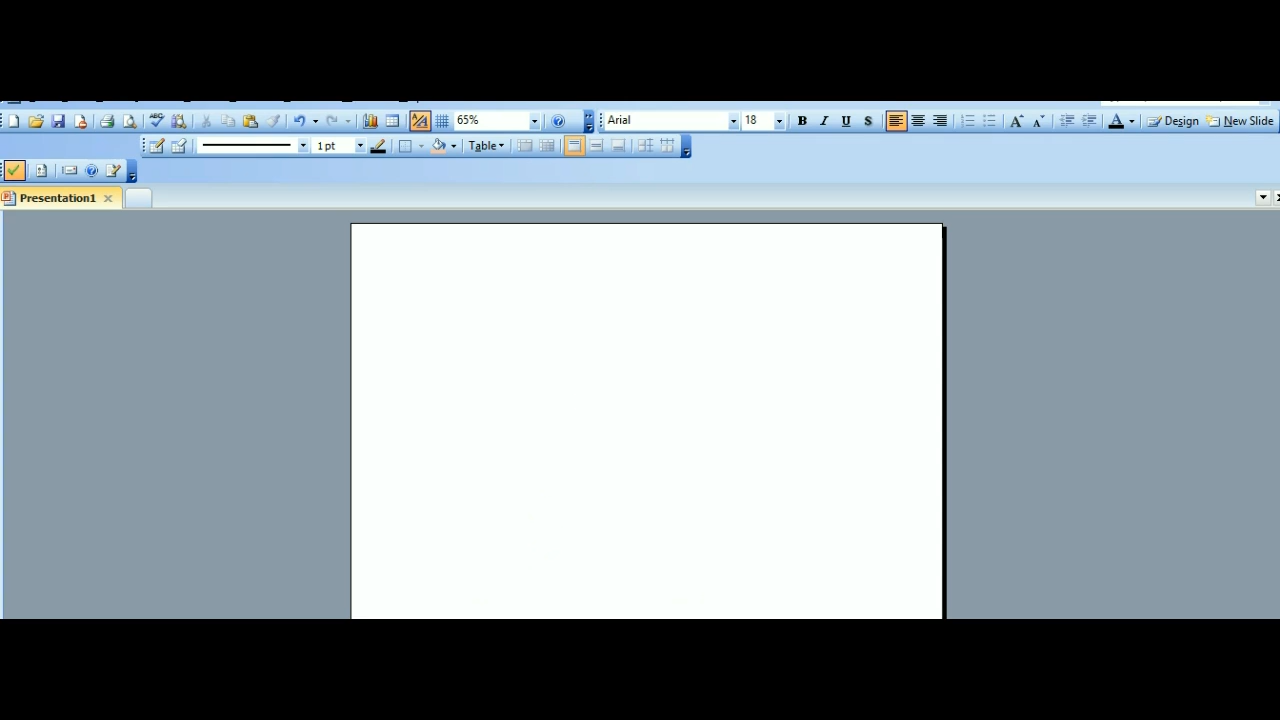 65% Arial 18 B I U S A A A Design New Slide
1 pt Table
Presentation1